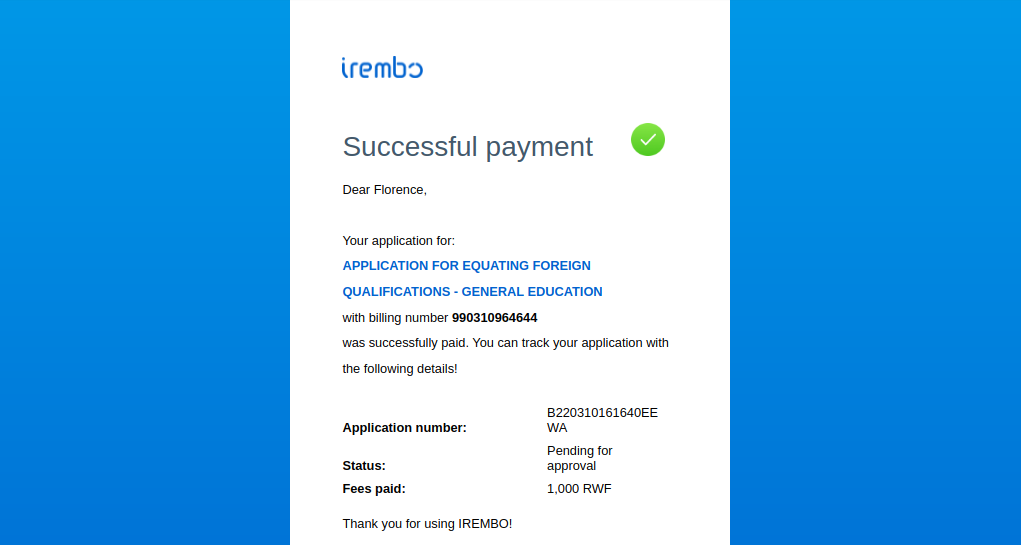 irembo
Successful payment
Dear Florence,
Your application for:
APPLICATION FOR EQUATING FOREIGN
QUALIFICATIONS - GENERAL EDUCATION
with billing number 990310964644
was successfully paid. You can track your application with
the following details!
Application number: B220310161640EE
WA
Status: Pending for
approval
Fees paid: 1,000 RWF
Thank you for using IREMBO!